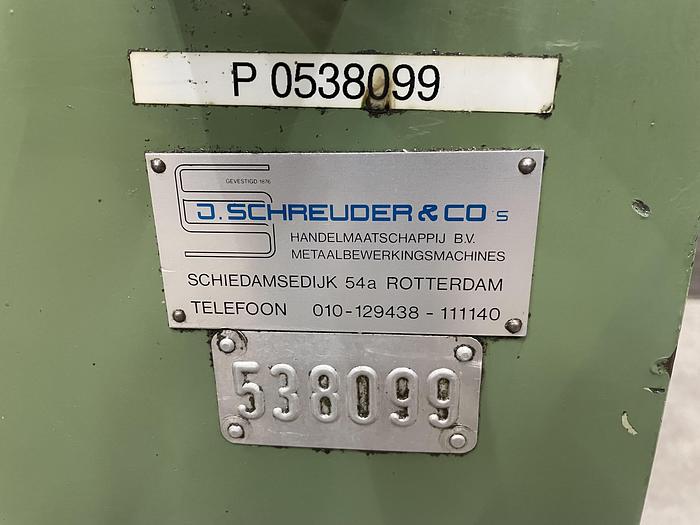 P 0538099
GEVESTIGD 1876
J. SCHREUDER & CO's
HANDELMAATSCHAPPIJ B.V.
METAALBEWERKINGSMACHINES
SCHIEDAMSEDIJK 54a ROTTERDAM
TELEFOON 010-129438 - 111140
538099